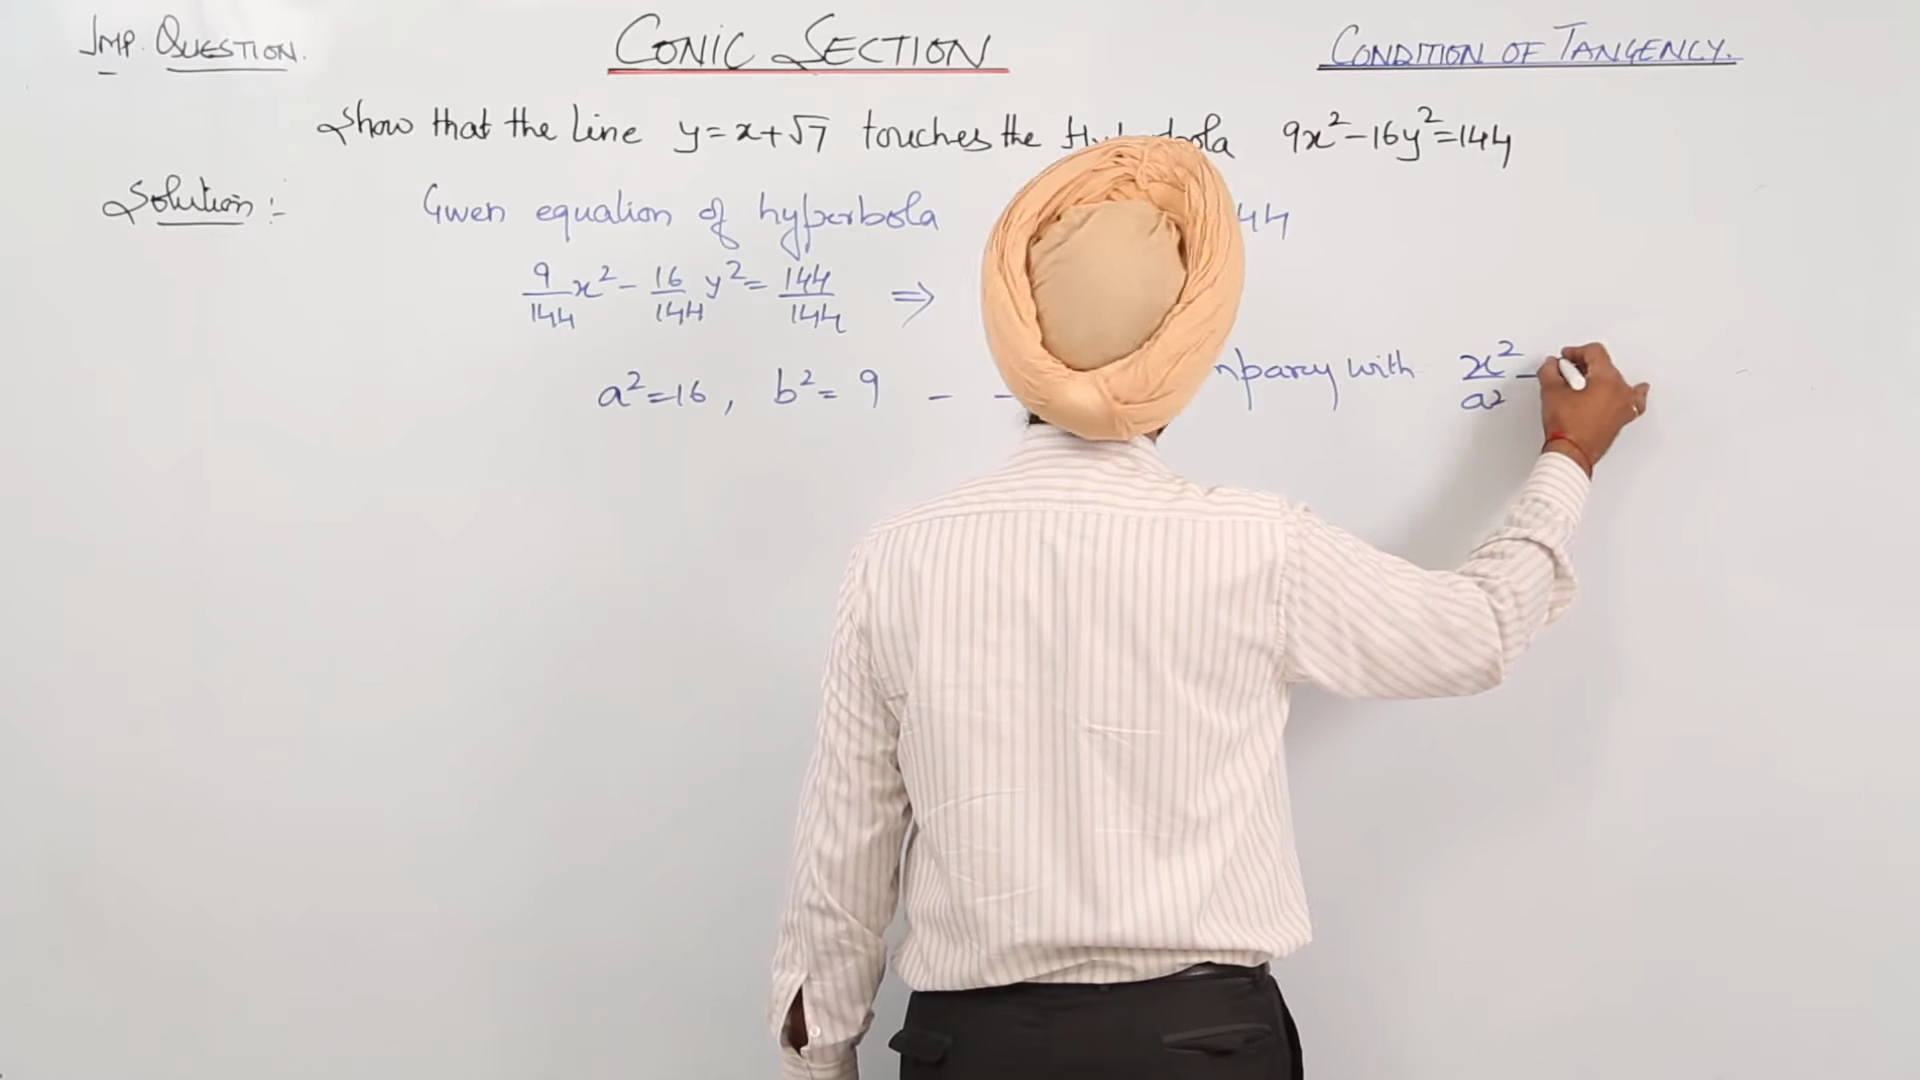 Imp. QUESTION. CONIC SECTION CONDITION OF TANGENCY.
Show that the line y=x+√7 touches the 9x²-16y²=144
Solution:- Given equation of hyperbola
9/144 x² - 16/144 y² = 144/144 ⇒
a²=16, b²=9 - - with x²/a² -